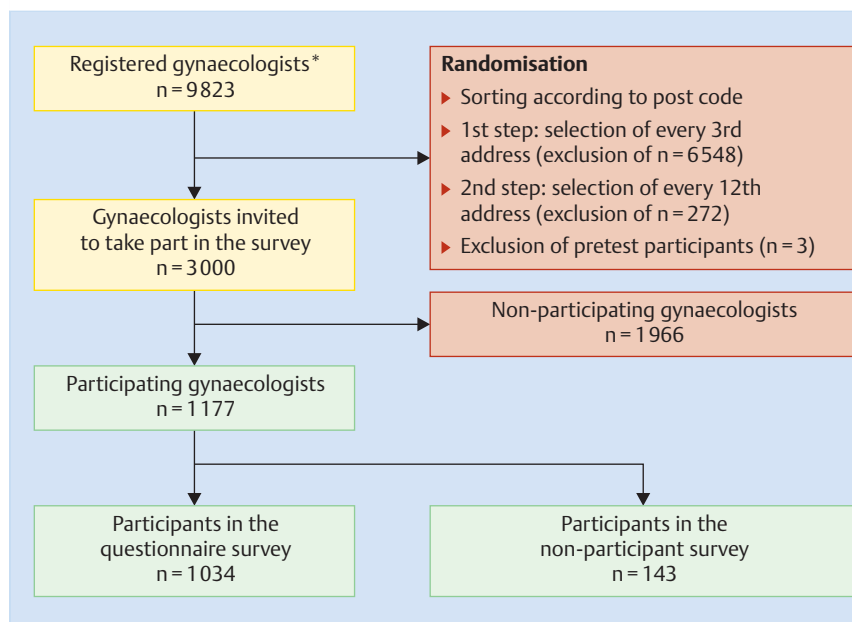 Registered gynaecologists*
n=9823
Randomisation
▶ Sorting according to post code
▶ 1st step: selection of every 3rd
address (exclusion of n=6548)
▶ 2nd step: selection of every 12th
address (exclusion of n=272)
▶ Exclusion of pretest participants (n=3)
Gynaecologists invited
to take part in the survey
n=3000
Non-participating gynaecologists
n=1966
Participating gynaecologists
n=1177
Participants in the
questionnaire survey
n=1034
Participants in the
non-participant survey
n=143